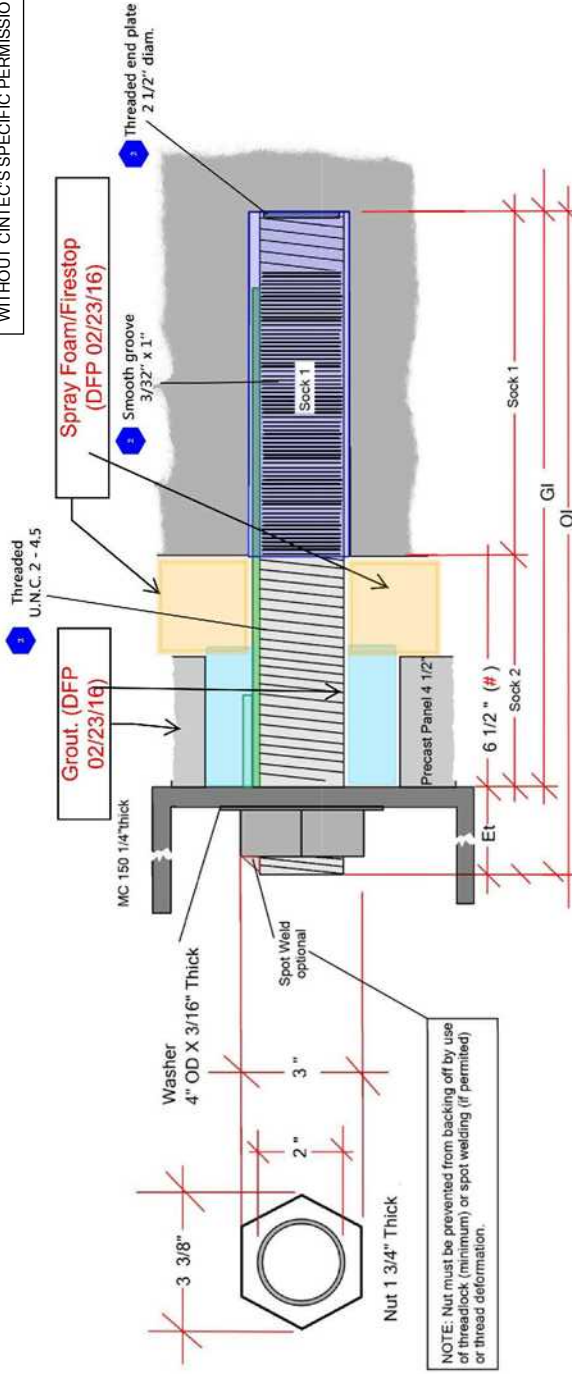 WITHOUT CINTEC'S SPECIFIC PERMISSIO
Spray Foam/Firestop
(DFP 02/23/16)
Grout. (DFP
02/23/16)
Threaded
U.N.C. 2 - 4.5
2
Smooth groove
3/32" x 1"
Threaded end plate
2 1/2" diam.
MC 150 1/4"thick
Washer
4" OD X 3/16" Thick
Spot Weld
optional
Sock 1
Precast Panel 4 1/2"
3 3/8"
2 "
3 "
Nut 1 3/4" Thick
Et
6 1/2 " (#)
Sock 2
Sock 1
Gl
Ol
NOTE: Nut must be prevented from backing off by use
of threadlock (minimum) or spot welding (if permited)
or thread deformation.